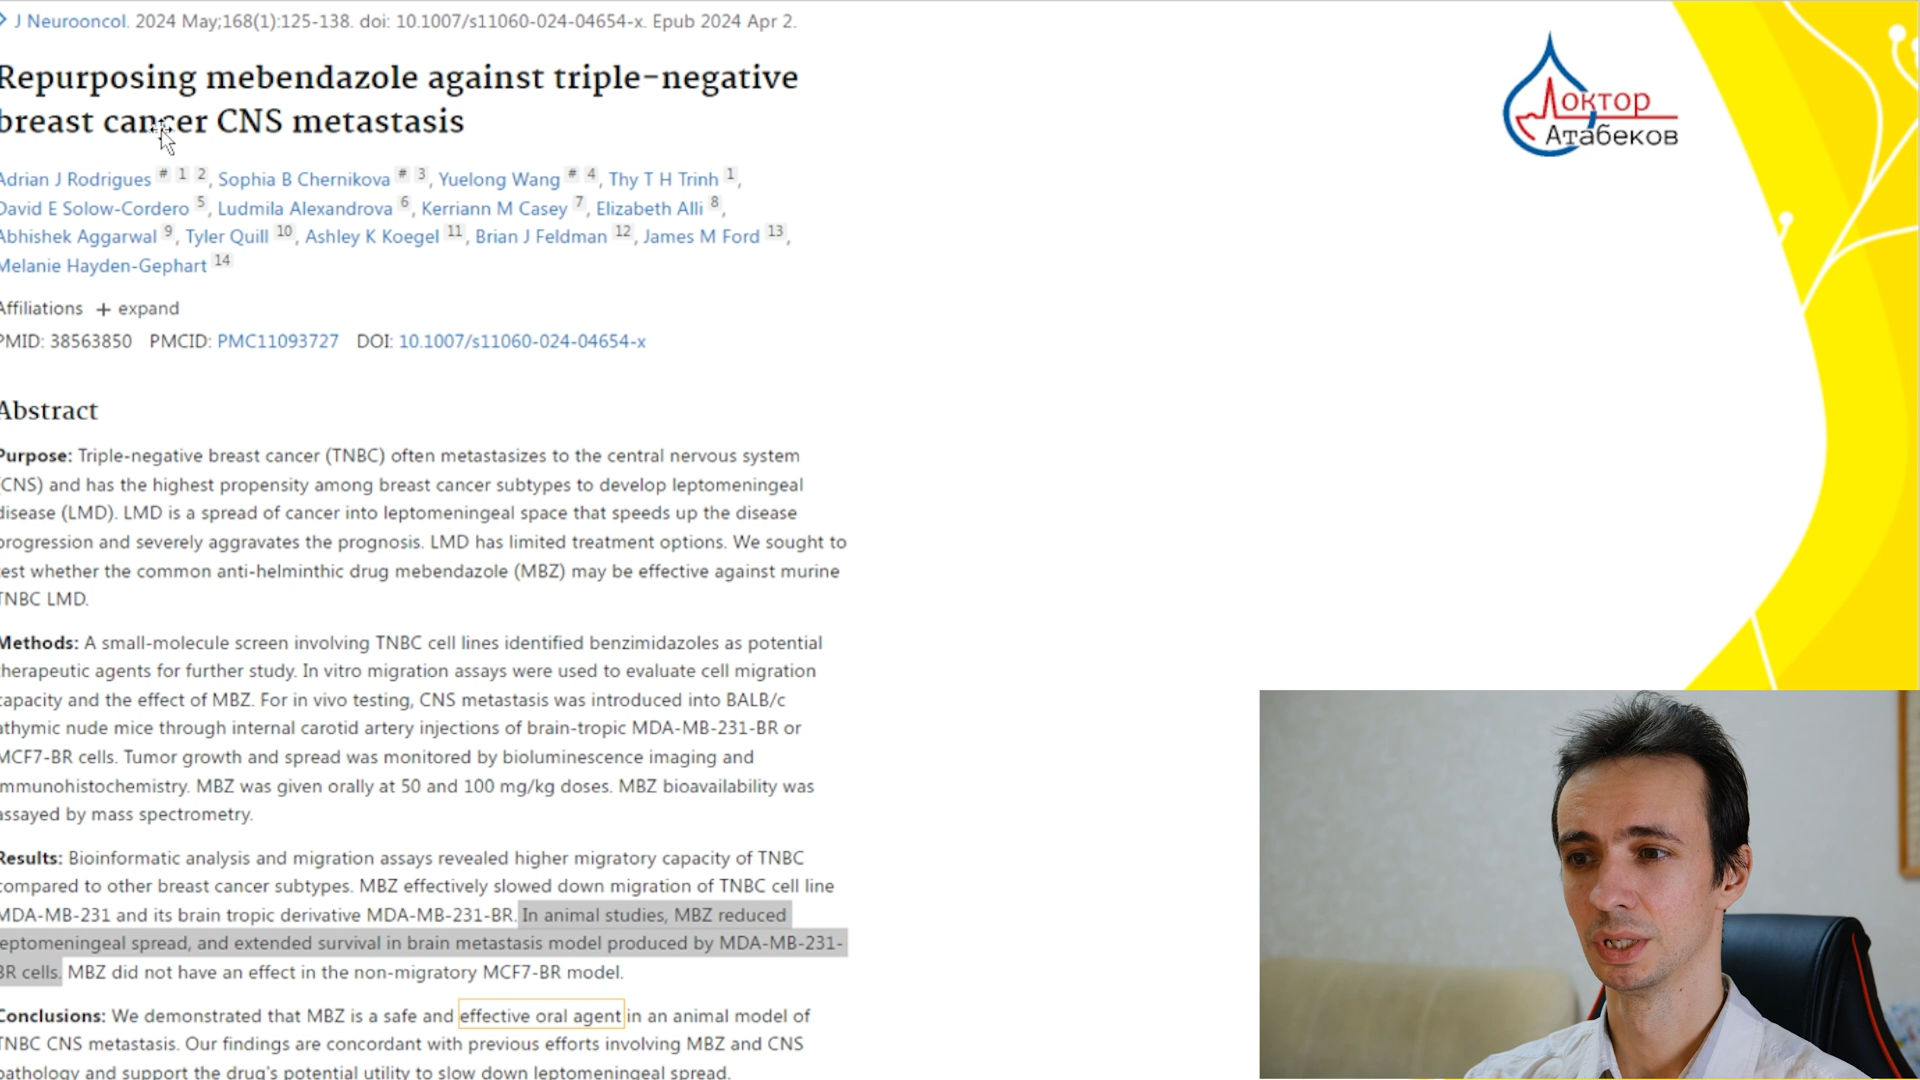 J Neurooncol. 2024 May;168(1):125-138. doi: 10.1007/s11060-024-04654-x. Epub 2024 Apr 2.
Repurposing mebendazole against triple-negative
breast cancer CNS metastasis
Adrian J Rodrigues # 1 2, Sophia B Chernikova # 3, Yuelong Wang # 4, Thy T H Trinh 1,
David E Solow-Cordero 5, Ludmila Alexandrova 6, Kerriann M Casey 7, Elizabeth Alli 8,
Abhishek Aggarwal 9, Tyler Quill 10, Ashley K Koegel 11, Brian J Feldman 12, James M Ford 13,
Melanie Hayden-Gephart 14
Affiliations + expand
PMID: 38563850 PMCID: PMC11093727 DOI: 10.1007/s11060-024-04654-x
Abstract
Purpose: Triple-negative breast cancer (TNBC) often metastasizes to the central nervous system
(CNS) and has the highest propensity among breast cancer subtypes to develop leptomeningeal
disease (LMD). LMD is a spread of cancer into leptomeningeal space that speeds up the disease
progression and severely aggravates the prognosis. LMD has limited treatment options. We sought to
test whether the common anti-helminthic drug mebendazole (MBZ) may be effective against murine
TNBC LMD.
Methods: A small-molecule screen involving TNBC cell lines identified benzimidazoles as potential
therapeutic agents for further study. In vitro migration assays were used to evaluate cell migration
capacity and the effect of MBZ. For in vivo testing, CNS metastasis was introduced into BALB/c
athymic nude mice through internal carotid artery injections of brain-tropic MDA-MB-231-BR or
MCF7-BR cells. Tumor growth and spread was monitored by bioluminescence imaging and
immunohistochemistry. MBZ was given orally at 50 and 100 mg/kg doses. MBZ bioavailability was
assayed by mass spectrometry.
Results: Bioinformatic analysis and migration assays revealed higher migratory capacity of TNBC
compared to other breast cancer subtypes. MBZ effectively slowed down migration of TNBC cell line
MDA-MB-231 and its brain tropic derivative MDA-MB-231-BR. In animal studies, MBZ reduced
leptomeningeal spread, and extended survival in brain metastasis model produced by MDA-MB-231-
BR cells. MBZ did not have an effect in the non-migratory MCF7-BR model.
Conclusions: We demonstrated that MBZ is a safe and effective oral agent in an animal model of
TNBC CNS metastasis. Our findings are concordant with previous efforts involving MBZ and CNS
pathology and support the drug's potential utility to slow down leptomeningeal spread.
Доктор
Атабеков